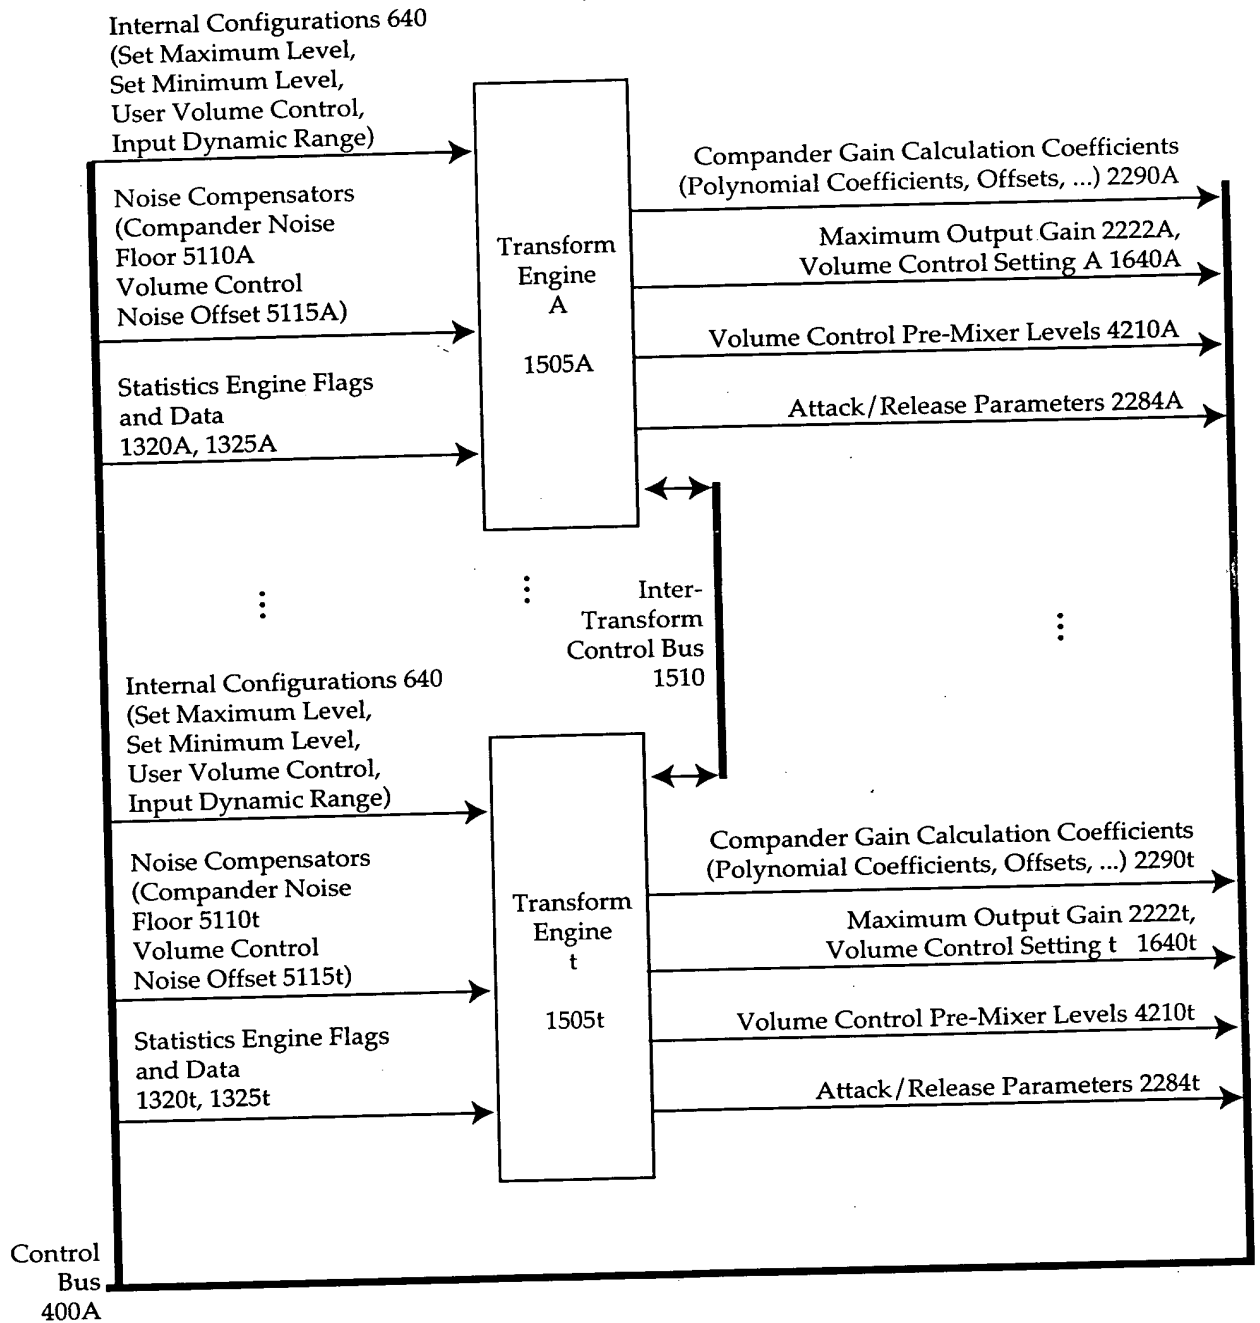 Internal Configurations 640
(Set Maximum Level,
Set Minimum Level,
User Volume Control,
Input Dynamic Range)
Noise Compensators
(Compander Noise
Floor 5110A
Volume Control
Noise Offset 5115A)
Statistics Engine Flags
and Data
1320A, 1325A
Transform
Engine
A
1505A
Compander Gain Calculation Coefficients
(Polynomial Coefficients, Offsets, ...) 2290A
Maximum Output Gain 2222A,
Volume Control Setting A 1640A
Volume Control Pre-Mixer Levels 4210A
Attack/Release Parameters 2284A
Inter-
Transform
Control Bus
1510
Internal Configurations 640
(Set Maximum Level,
Set Minimum Level,
User Volume Control,
Input Dynamic Range)
Noise Compensators
(Compander Noise
Floor 5110t
Volume Control
Noise Offset 5115t)
Statistics Engine Flags
and Data
1320t, 1325t
Transform
Engine
t
1505t
Compander Gain Calculation Coefficients
(Polynomial Coefficients, Offsets, ...) 2290t
Maximum Output Gain 2222t,
Volume Control Setting t 1640t
Volume Control Pre-Mixer Levels 4210t
Attack/Release Parameters 2284t
Control
Bus
400A